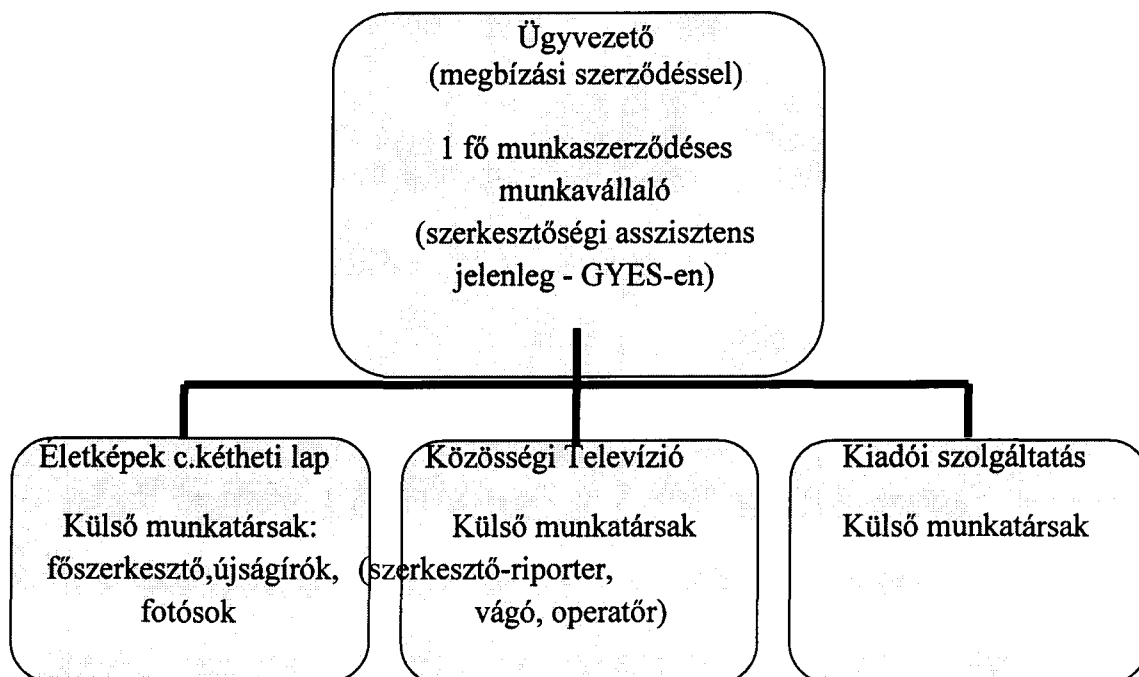 Ügyvezető
(megbízási szerződéssel)
1 fő munkaszerződéses
munkavállaló
(szerkesztőségi asszisztens
jelenleg - GYES-en)
Életképek c.kétheti lap
Külső munkatársak:
főszerkesztő,újságírók,
fotósok
Közösségi Televízió
Külső munkatársak
(szerkesztő-riporter,
vágó, operatőr)
Kiadói szolgáltatás
Külső munkatársak